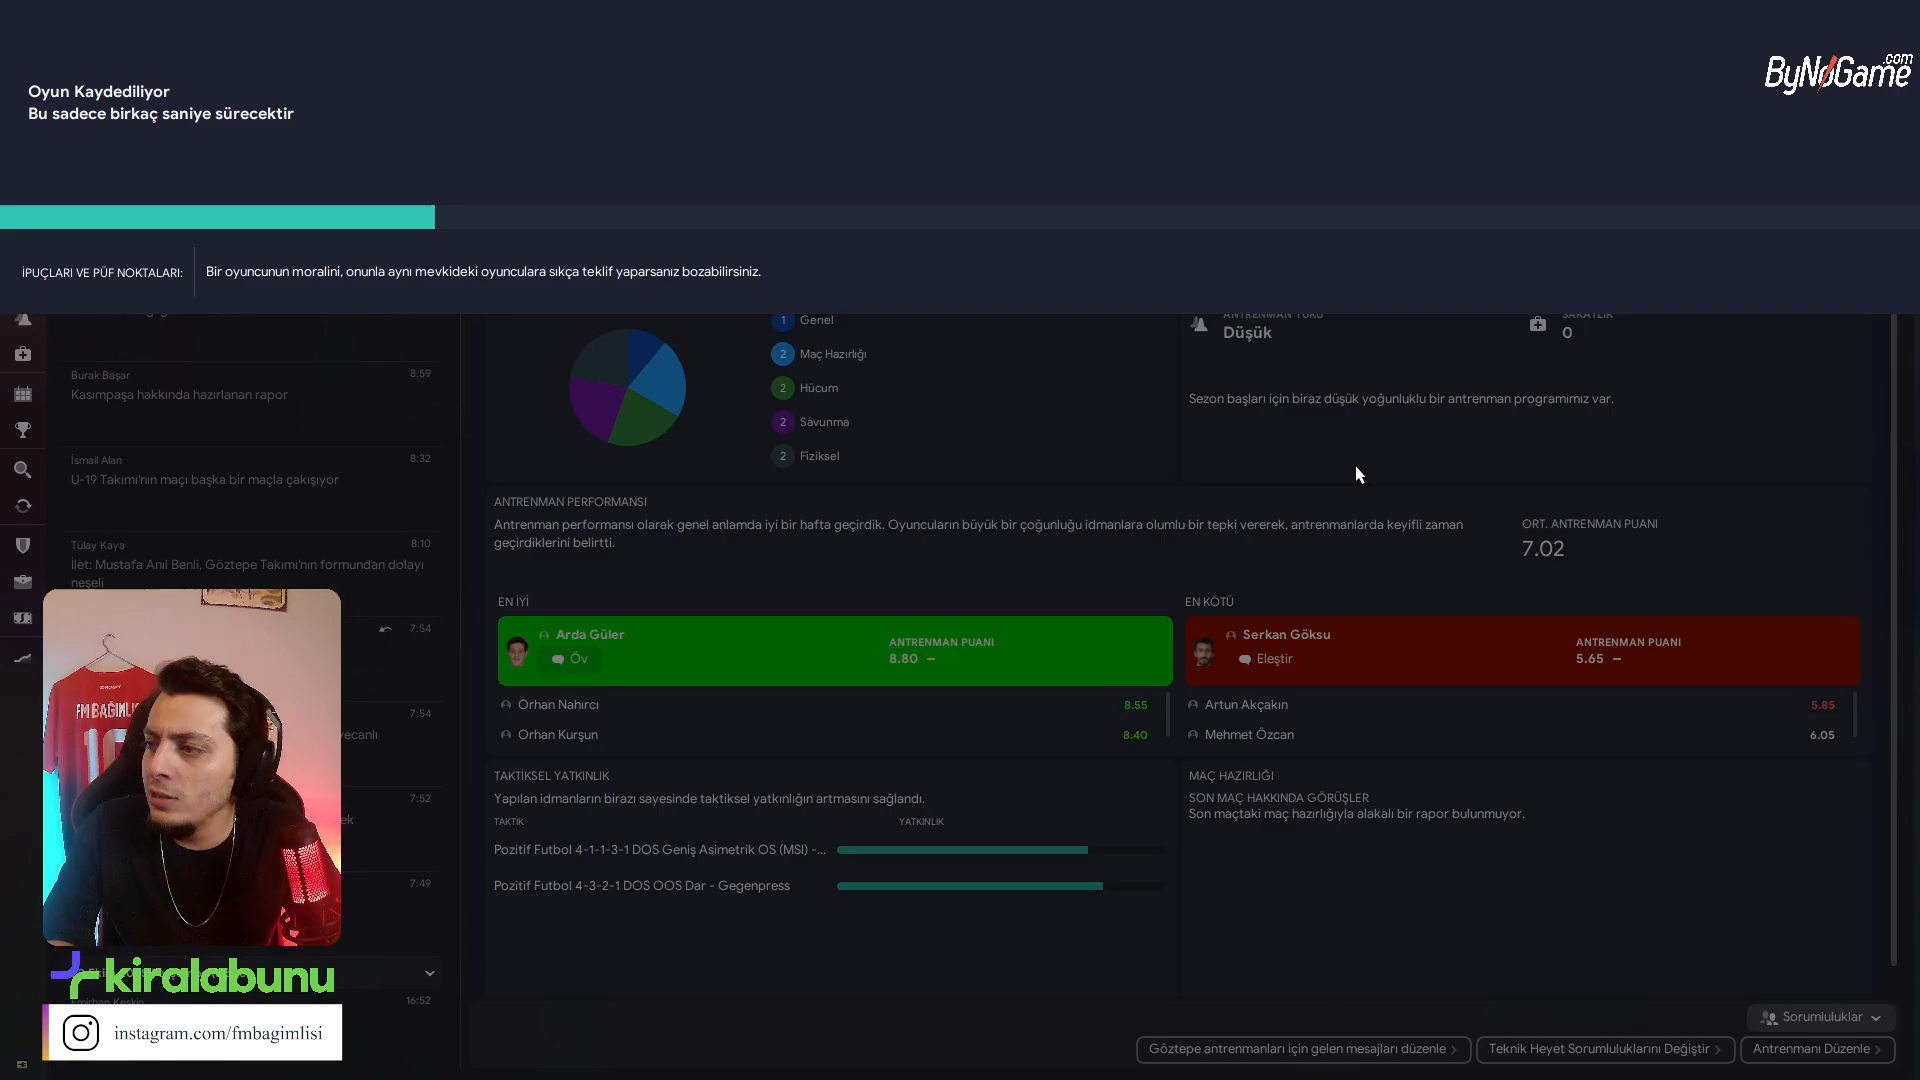 ByNoGame.com
Oyun Kaydediliyor
Bu sadece birkaç saniye sürecektir
İPUÇLARI VE PÜF NOKTALARI:
Bir oyuncunun moralini, onunla aynı mevkideki oyunculara sıkça teklif yaparsanız bozabilirsiniz.
Burak Başar
8:59
Kasımpaşa hakkında hazırlanan rapor
İsmail Alan
8:32
U-19 Takımı'nın maçı başka bir maçla çakışıyor
Tülay Kaya
8:10
İlet: Mustafa Anıl Benli, Göztepe Takımı'nın formundan dolayı
neşeli
7:54
7:54
7:52
7:49
16:52
1 Genel
2 Maç Hazırlığı
2 Hücum
2 Savunma
2 Fiziksel
ANTRENMAN YÜKÜ
Düşük
SAKATLIK
0
Sezon başları için biraz düşük yoğunluklu bir antrenman programımız var.
ANTRENMAN PERFORMANSI
Antrenman performansı olarak genel anlamda iyi bir hafta geçirdik. Oyuncuların büyük bir çoğunluğu idmanlara olumlu bir tepki vererek, antrenmanlarda keyifli zaman
geçirdiklerini belirtti.
ORT. ANTRENMAN PUANI
7.02
EN İYİ
Arda Güler
Öv
ANTRENMAN PUANI
8.80 –
Orhan Nahırcı
8.55
Orhan Kurşun
8.40
EN KÖTÜ
Serkan Göksu
Eleştir
ANTRENMAN PUANI
5.65 –
Artun Akçakın
5.85
Mehmet Özcan
6.05
TAKTİKSEL YATKINLIK
Yapılan idmanların birazı sayesinde taktiksel yatkınlığın artmasını sağlandı.
TAKTİK
YATKINLIK
Pozitif Futbol 4-1-1-3-1 DOS Geniş Asimetrik OS (MSI) -...
Pozitif Futbol 4-3-2-1 DOS OOS Dar - Gegenpress
MAÇ HAZIRLIĞI
SON MAÇ HAKKINDA GÖRÜŞLER
Son maçtaki maç hazırlığıyla alakalı bir rapor bulunmuyor.
FM BAĞIMLIS
kiralabunu
Emirhan Keskin
instagram.com/fmbagimlisi
Sorumluluklar
Göztepe antrenmanları için gelen mesajları düzenle
Teknik Heyet Sorumluluklarını Değiştir
Antrenmanı Düzenle